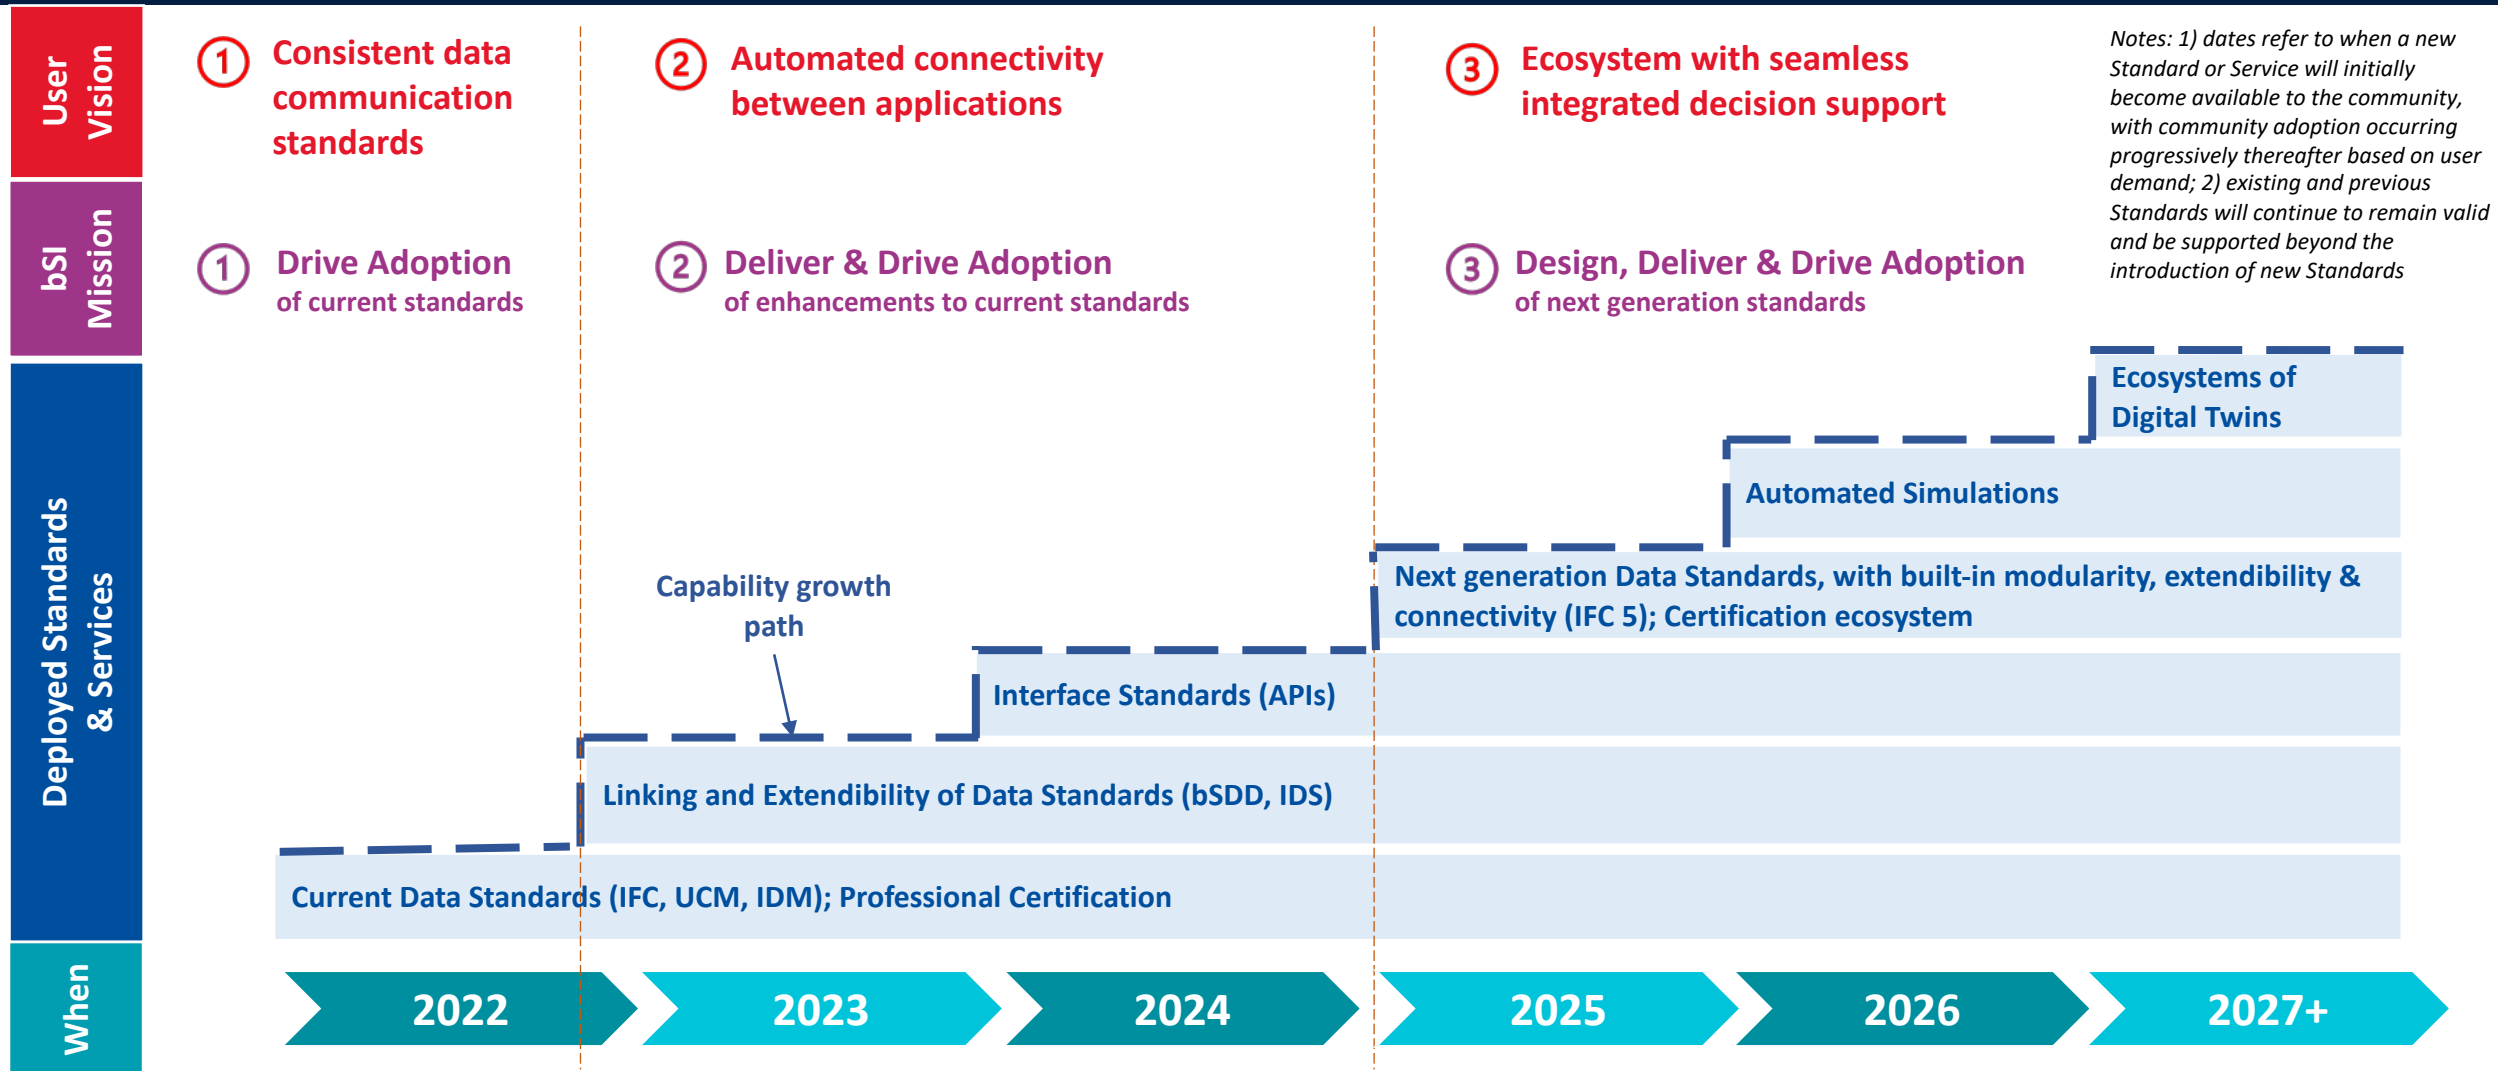 User
Vision
1
Consistent data
communication
standards
2
Automated connectivity
between applications
3
Ecosystem with seamless
integrated decision support
Notes: 1) dates refer to when a new
Standard or Service will initially
become available to the community,
with community adoption occurring
progressively thereafter based on user
demand; 2) existing and previous
Standards will continue to remain valid
and be supported beyond the
introduction of new Standards
bSI
Mission
1
Drive Adoption
of current standards
2
Deliver & Drive Adoption
of enhancements to current standards
3
Design, Deliver & Drive Adoption
of next generation standards
Deployed Standards
& Services
Ecosystems of
Digital Twins
Automated Simulations
Next generation Data Standards, with built-in modularity, extendibility &
connectivity (IFC 5); Certification ecosystem
Capability growth
path
Interface Standards (APIs)
Linking and Extendibility of Data Standards (bSDD, IDS)
Current Data Standards (IFC, UCM, IDM); Professional Certification
When
2022
2023
2024
2025
2026
2027+